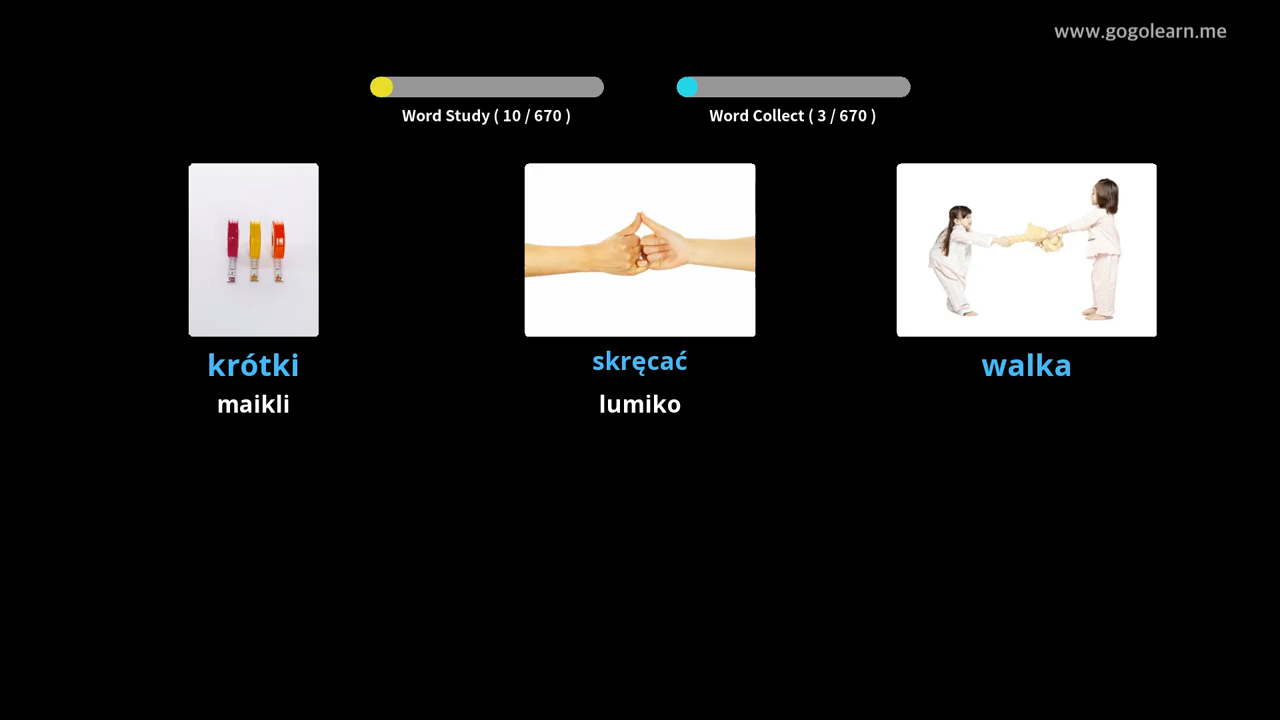 www.gogolearn.me
Word Study ( 10 / 670 )
Word Collect ( 3 / 670 )
krótki
maikli
skręcać
lumiko
walka